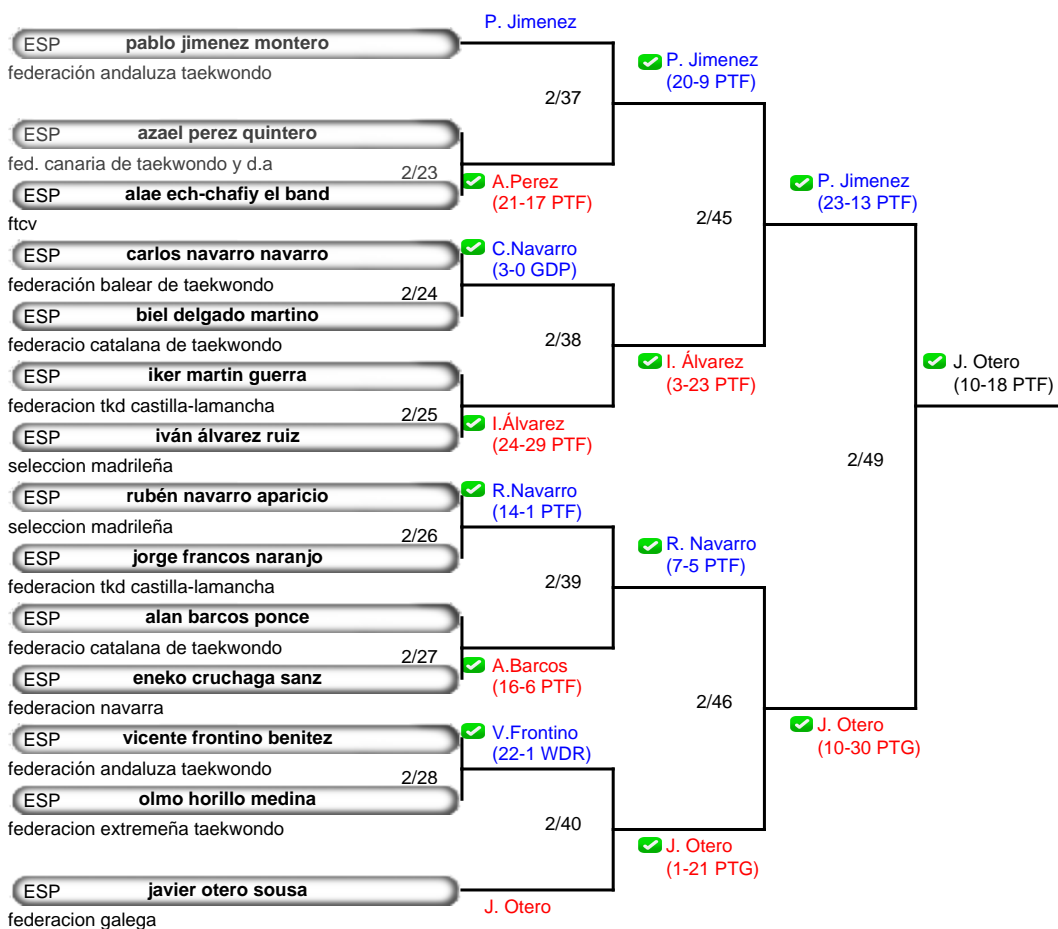 P. Jimenez
ESP pablo jimenez montero
federación andaluza taekwondo
P. Jimenez
(20-9 PTF)
2/37
ESP azael perez quintero
fed. canaria de taekwondo y d.a
2/23
A.Perez
(21-17 PTF)
ESP alae ech-chafiy el band
ftcv
P. Jimenez
(23-13 PTF)
2/45
ESP carlos navarro navarro
C.Navarro
(3-0 GDP)
federación balear de taekwondo
2/24
ESP biel delgado martino
federacio catalana de taekwondo
2/38
I. Álvarez
(3-23 PTF)
ESP iker martin guerra
federacion tkd castilla-lamancha
2/25
I.Álvarez
(24-29 PTF)
ESP iván álvarez ruiz
seleccion madrileña
J. Otero
(10-18 PTF)
2/49
ESP rubén navarro aparicio
R.Navarro
(14-1 PTF)
seleccion madrileña
2/26
ESP jorge francos naranjo
federacion tkd castilla-lamancha
R. Navarro
(7-5 PTF)
2/39
ESP alan barcos ponce
federacio catalana de taekwondo
2/27
A.Barcos
(16-6 PTF)
ESP eneko cruchaga sanz
federacion navarra
2/46
J. Otero
(10-30 PTG)
ESP vicente frontino benitez
V.Frontino
(22-1 WDR)
federación andaluza taekwondo
2/28
ESP olmo horillo medina
federacion extremeña taekwondo
2/40
J. Otero
(1-21 PTG)
ESP javier otero sousa
J. Otero
federacion galega